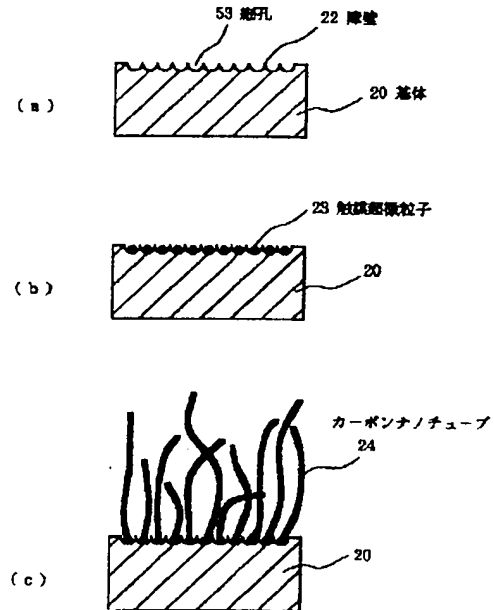 53 細孔
22 障壁
20 基体
(a)
23 触媒超微粒子
20
(b)
カーボンナノチューブ
24
20
(c)